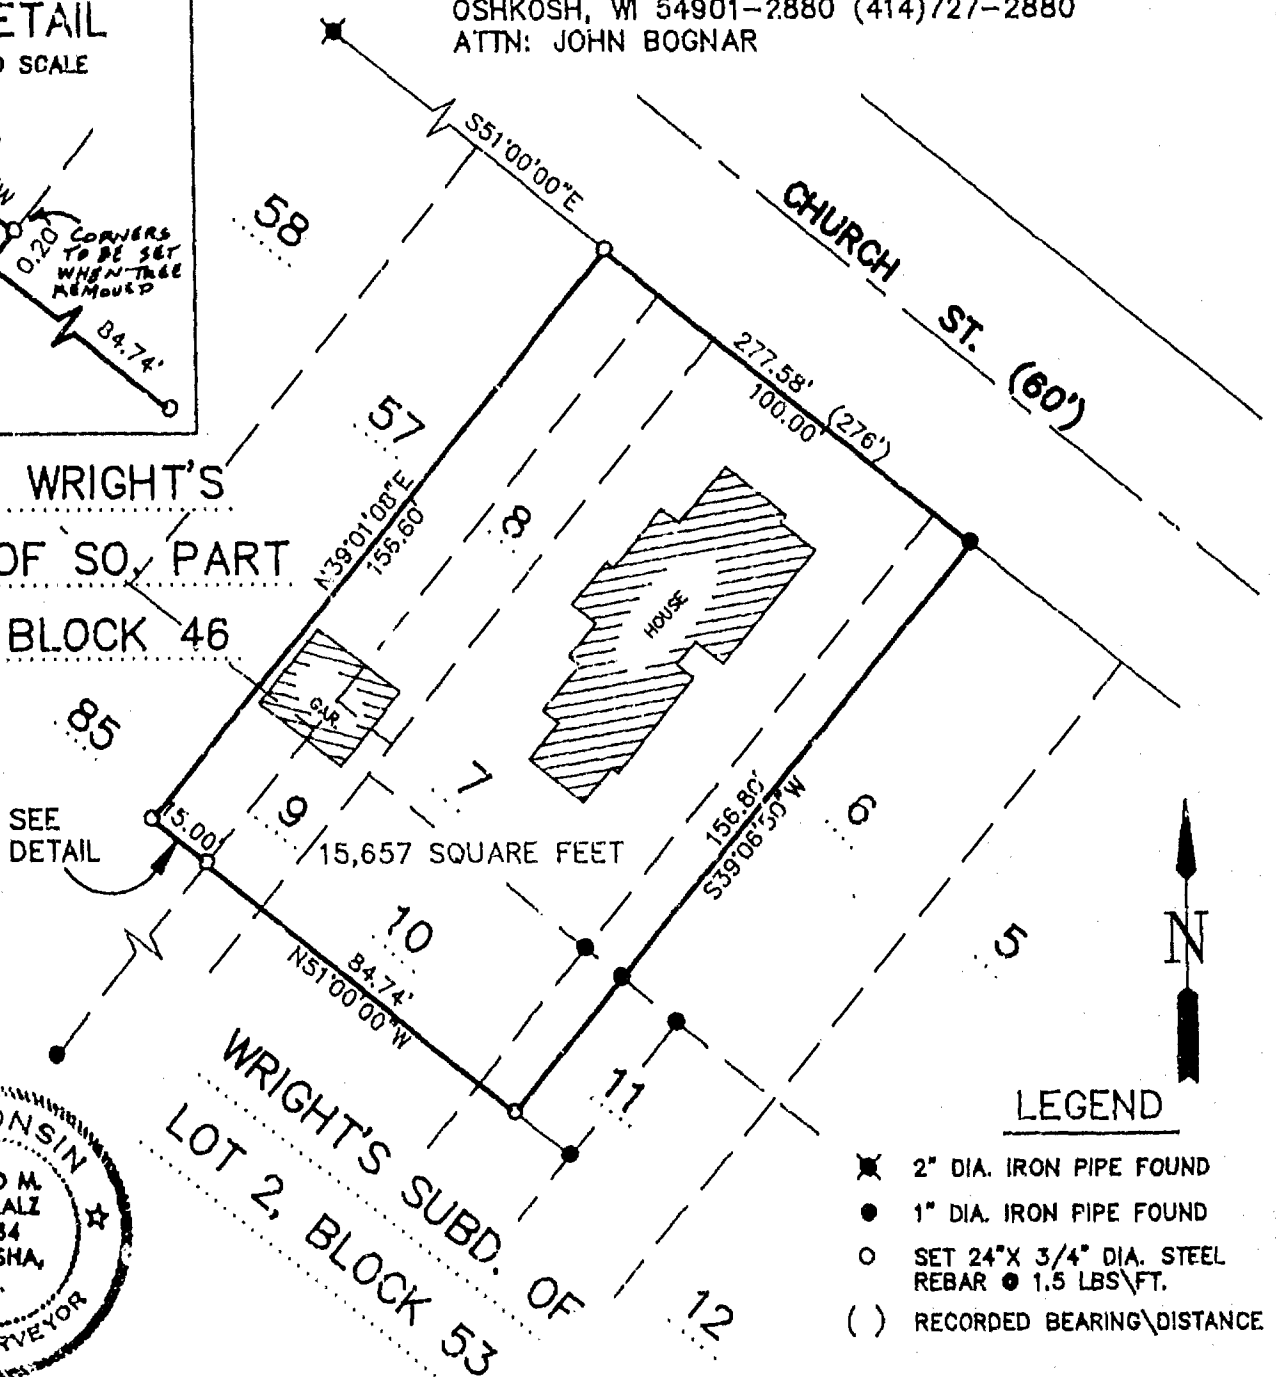 ETAIL
SCALE
OSHKOSH, WI 54901-2880 (414)727-2880
ATTN: JOHN BOGNAR
S51°00'00"E
CHURCH ST. (60')
58
0.20'
CORNERS
TO BE SET
WHEN TREE
REMOVED
84.74'
277.58'
100.00' (276')
57
WRIGHT'S
OF SO. PART
BLOCK 46
N39°01'08"E
156.60'
8
HOUSE
GAR.
85
SEE
DETAIL
15.00'
9
7
15,657 SQUARE FEET
156.80'
S39°06'50"W
6
10
84.74'
N51°00'00"W
5
N
11
12
WRIGHT'S SUBD. OF
LOT 2, BLOCK 53
LEGEND
2" DIA. IRON PIPE FOUND
1" DIA. IRON PIPE FOUND
SET 24"X 3/4" DIA. STEEL
REBAR @ 1.5 LBS\FT.
( ) RECORDED BEARING\DISTANCE
ONSIN
M.
ALZ
SHA,
RVEYOR